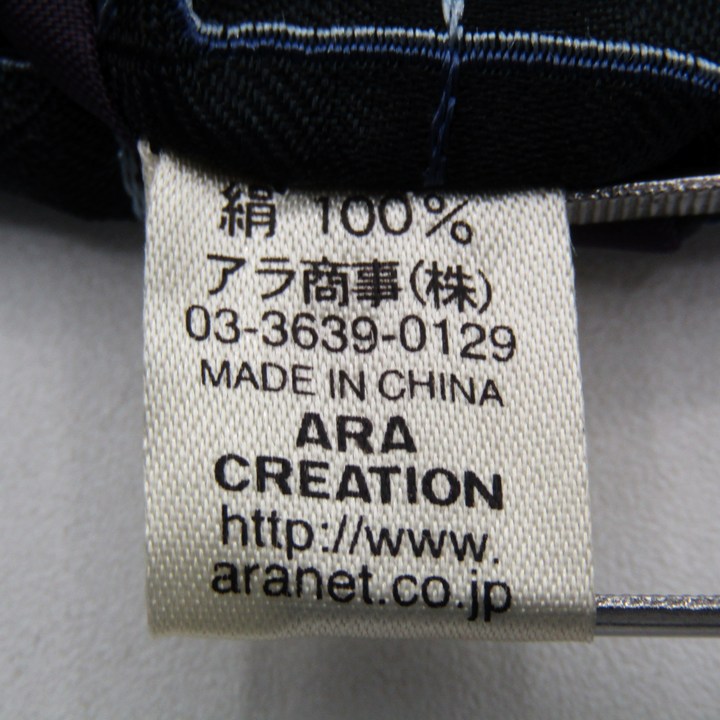 絹 100%
アラ商事(株)
03-3639-0129
MADE IN CHINA
ARA
CREATION
http://www.
aranet.co.jp